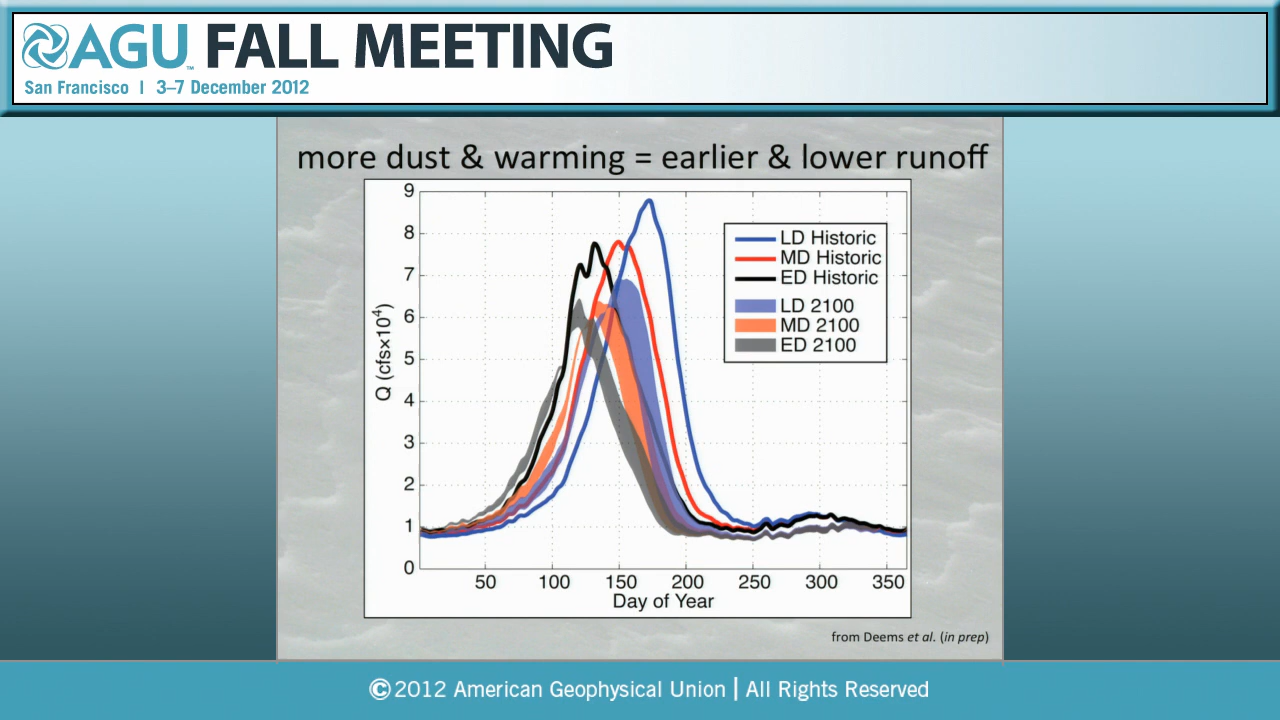 AGU™ FALL MEETING
San Francisco | 3–7 December 2012
more dust & warming = earlier & lower runoff
9
8
7
6
5
4
3
2
1
0
Q (cfs×10⁴)
LD Historic
MD Historic
ED Historic
LD 2100
MD 2100
ED 2100
50 100 150 200 250 300 350
Day of Year
from Deems et al. (in prep)
©2012 American Geophysical Union | All Rights Reserved